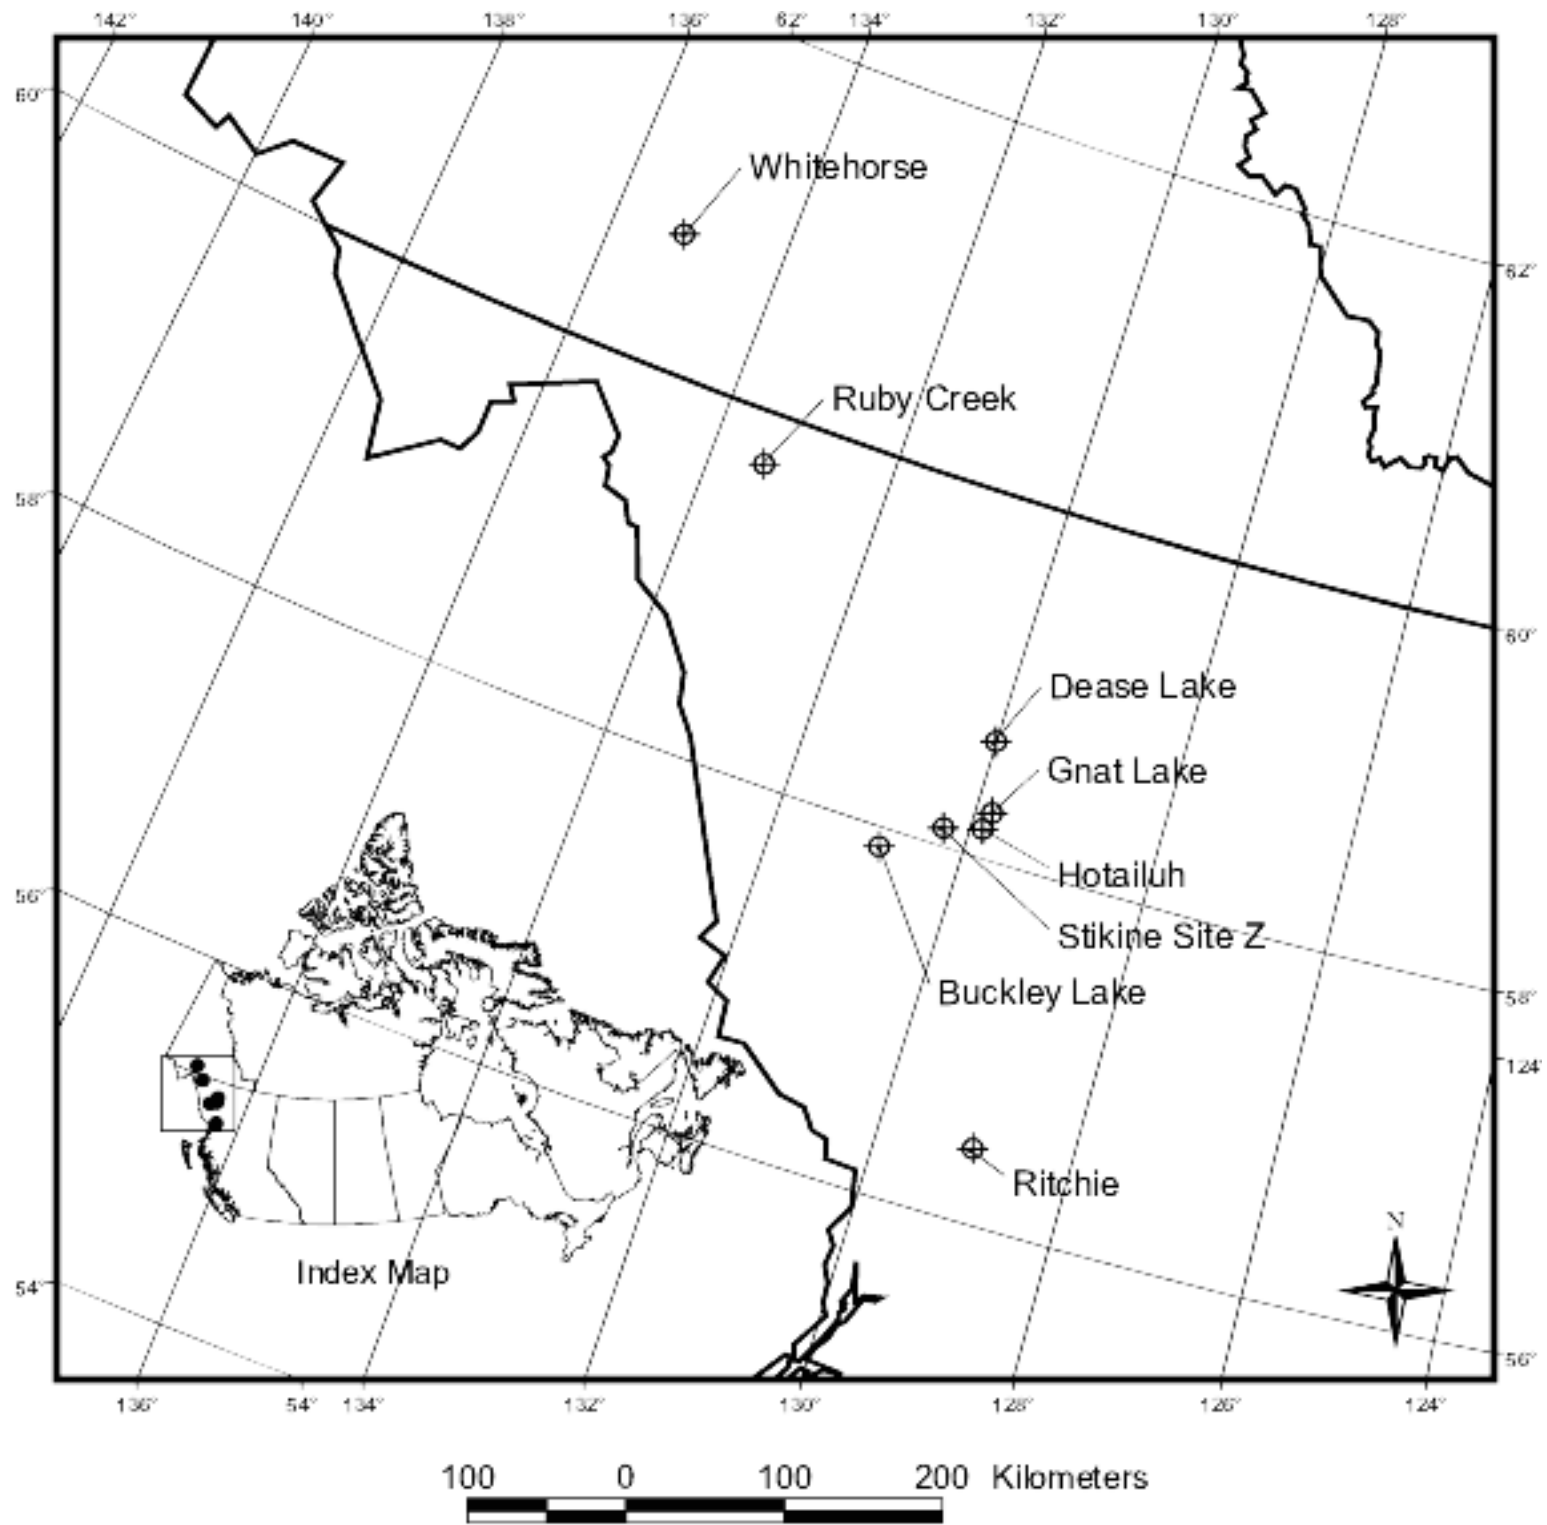 142° 140° 138° 136° 62° 134° 132° 130° 128°
60°
Whitehorse
62°
Ruby Creek
58°
60°
Dease Lake
Gnat Lake
Hotailuh
56°
Stikine Site Z
Buckley Lake
58°
124°
Ritchie
N
Index Map
54°
56°
136° 54° 134° 132° 130° 128° 126° 124°
100 0 100 200 Kilometers